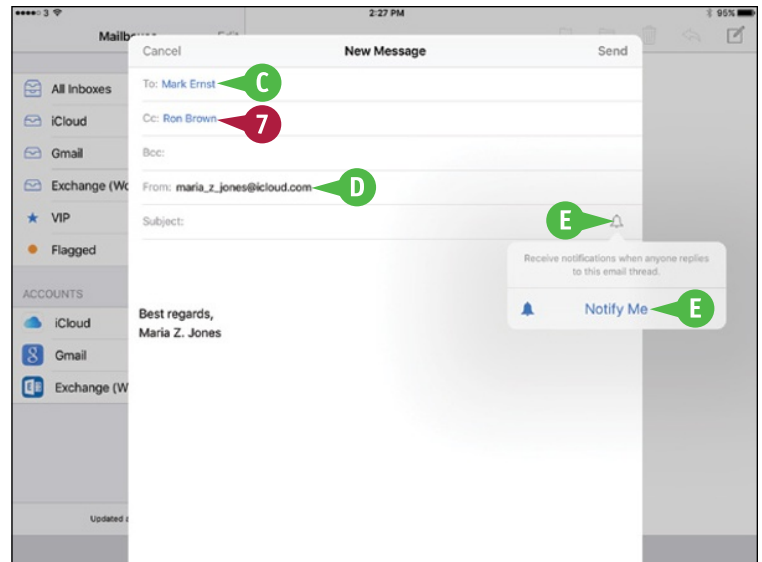 3 2:27 PM 95%
Edit
Cancel New Message Send
All Inboxes
To: Mark Ernst C
iCloud
Cc: Ron Brown 7
Gmail
Bcc:
Exchange (Wo
From: maria_z_jones@icloud.com D
VIP
Subject: E
Flagged
Receive notifications when anyone replies
to this email thread.
Notify Me E
ACCOUNTS
iCloud
Best regards,
Maria Z. Jones
8 Gmail
Exchange (W
Updated